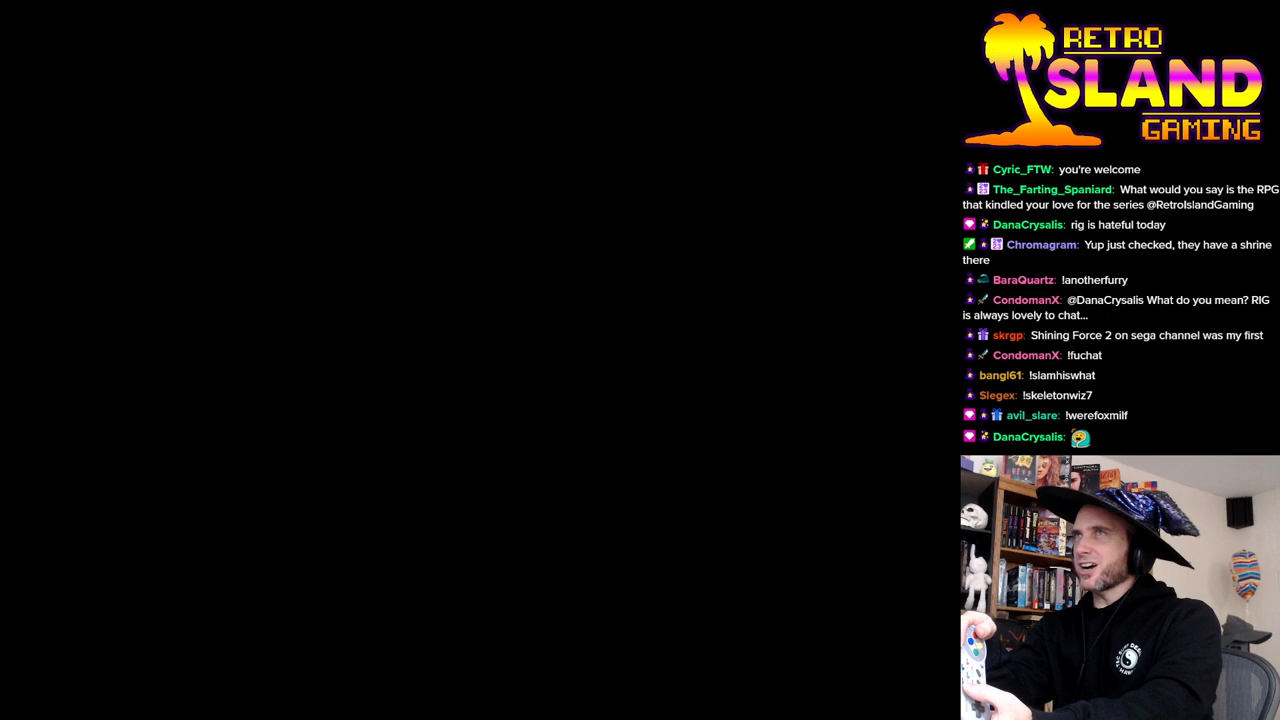 RETRO
ISLAND
GAMING
Cyric_FTW: you're welcome
The_Farting_Spaniard: What would you say is the RPG
that kindled your love for the series @RetroIslandGaming
DanaCrysalis: rig is hateful today
Chromagram: Yup just checked, they have a shrine
there
BaraQuartz: !anotherfurry
CondomanX: @DanaCrysalis What do you mean? RIG
is always lovely to chat...
skrgp: Shining Force 2 on sega channel was my first
CondomanX: !fuchat
bangl61: !slamhiswhat
Slegex: !skeletonwiz7
avil_slare: !werefoxmilf
DanaCrysalis: